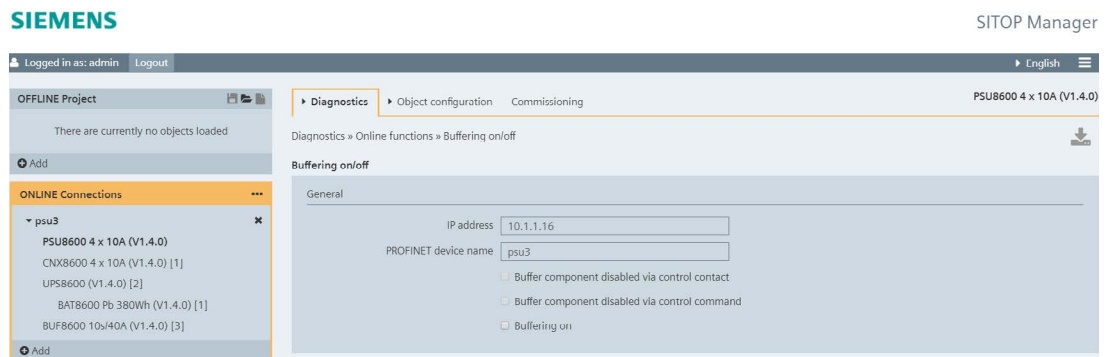 SIEMENS
SITOP Manager
Logged in as: admin Logout
English
OFFLINE Project
There are currently no objects loaded
Add
ONLINE Connections
psu3
PSU8600 4 x 10A (V1.4.0)
CNX8600 4 x 10A (V1.4.0) [1]
UPS8600 (V1.4.0) [2]
BAT8600 Pb 380Wh (V1.4.0) [1]
BUF8600 10s/40A (V1.4.0) [3]
Add
Diagnostics Object configuration Commissioning
PSU8600 4 x 10A (V1.4.0)
Diagnostics » Online functions » Buffering on/off
Buffering on/off
General
IP address 10.1.1.16
PROFINET device name psu3
Buffer component disabled via control contact
Buffer component disabled via control command
Buffering on